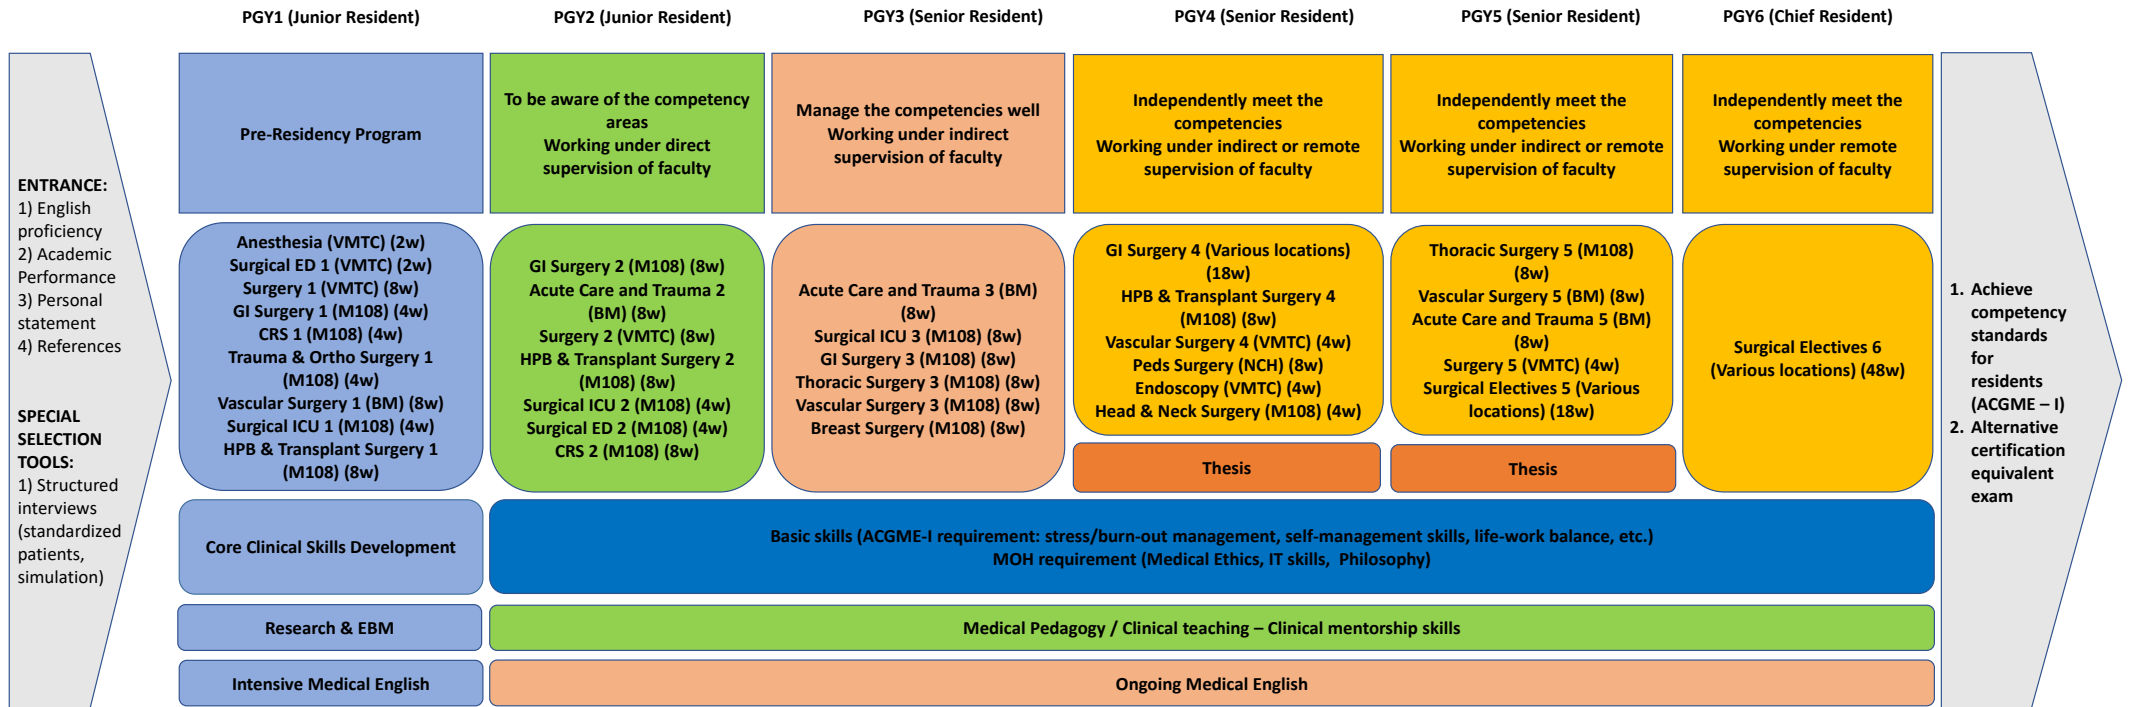 PGY1 (Junior Resident)
PGY2 (Junior Resident)
PGY3 (Senior Resident)
PGY4 (Senior Resident)
PGY5 (Senior Resident)
PGY6 (Chief Resident)
ENTRANCE:
1) English
proficiency
2) Academic
Performance
3) Personal
statement
4) References
SPECIAL
SELECTION
TOOLS:
1) Structured
interviews
(standardized
patients,
simulation)
Pre-Residency Program
To be aware of the competency
areas
Working under direct
supervision of faculty
Manage the competencies well
Working under indirect
supervision of faculty
Independently meet the
competencies
Working under indirect or remote
supervision of faculty
Independently meet the
competencies
Working under indirect or remote
supervision of faculty
Independently meet the
competencies
Working under remote
supervision of faculty
Anesthesia (VMTC) (2w)
Surgical ED 1 (VMTC) (2w)
Surgery 1 (VMTC) (8w)
GI Surgery 1 (M108) (4w)
CRS 1 (M108) (4w)
Trauma & Ortho Surgery 1
(M108) (4w)
Vascular Surgery 1 (BM) (8w)
Surgical ICU 1 (M108) (4w)
HPB & Transplant Surgery 1
(M108) (8w)
GI Surgery 2 (M108) (8w)
Acute Care and Trauma 2
(BM) (8w)
Surgery 2 (VMTC) (8w)
HPB & Transplant Surgery 2
(M108) (8w)
Surgical ICU 2 (M108) (4w)
Surgical ED 2 (M108) (4w)
CRS 2 (M108) (8w)
Acute Care and Trauma 3 (BM)
(8w)
Surgical ICU 3 (M108) (8w)
GI Surgery 3 (M108) (8w)
Thoracic Surgery 3 (M108) (8w)
Vascular Surgery 3 (M108) (8w)
Breast Surgery (M108) (8w)
GI Surgery 4 (Various locations)
(18w)
HPB & Transplant Surgery 4
(M108) (8w)
Vascular Surgery 4 (VMTC) (4w)
Peds Surgery (NCH) (8w)
Endoscopy (VMTC) (4w)
Head & Neck Surgery (M108) (4w)
Thesis
Thoracic Surgery 5 (M108)
(8w)
Vascular Surgery 5 (BM) (8w)
Acute Care and Trauma 5 (BM)
(8w)
Surgery 5 (VMTC) (4w)
Surgical Electives 5 (Various
locations) (18w)
Thesis
Surgical Electives 6
(Various locations) (48w)
Core Clinical Skills Development
Basic skills (ACGME-I requirement: stress/burn-out management, self-management skills, life-work balance, etc.)
MOH requirement (Medical Ethics, IT skills, Philosophy)
Research & EBM
Medical Pedagogy / Clinical teaching – Clinical mentorship skills
Intensive Medical English
Ongoing Medical English
1. Achieve
competency
standards
for
residents
(ACGME – I)
2. Alternative
certification
equivalent
exam